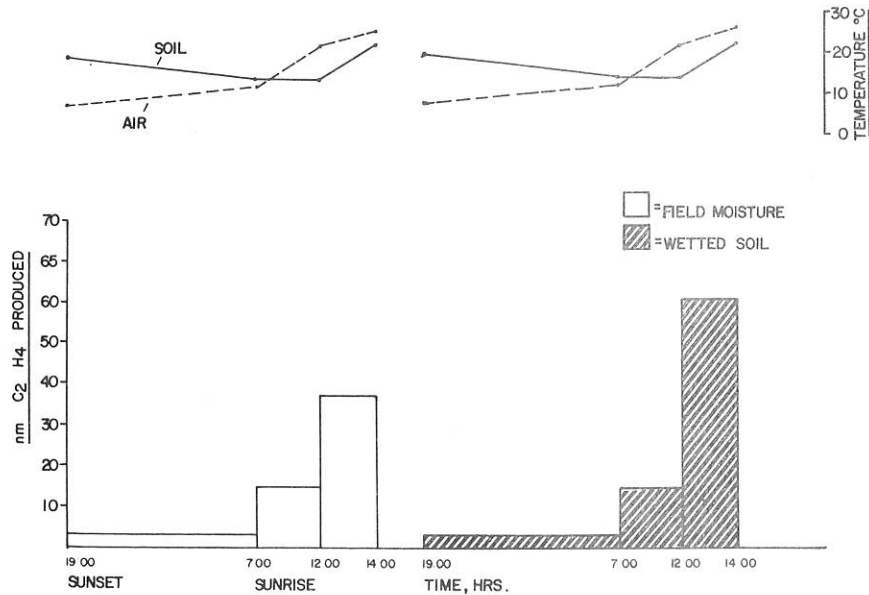 30
20
10
0
TEMPERATURE °C
SOIL
AIR
=FIELD MOISTURE
=WETTED SOIL
70
65
60
50
40
30
20
10
nm C2 H4 PRODUCED
19 00
7 00
12 00
14 00
19.00
7 00
12 00
14 00
SUNSET
SUNRISE
TIME, HRS.